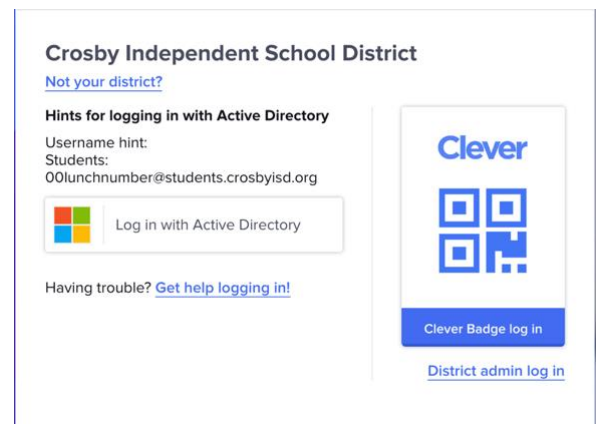 Crosby Independent School District
Not your district?
Hints for logging in with Active Directory
Username hint:
Students:
00lunchnumber@students.crosbyisd.org
Log in with Active Directory
Having trouble? Get help logging in!
Clever
Clever Badge log in
District admin log in